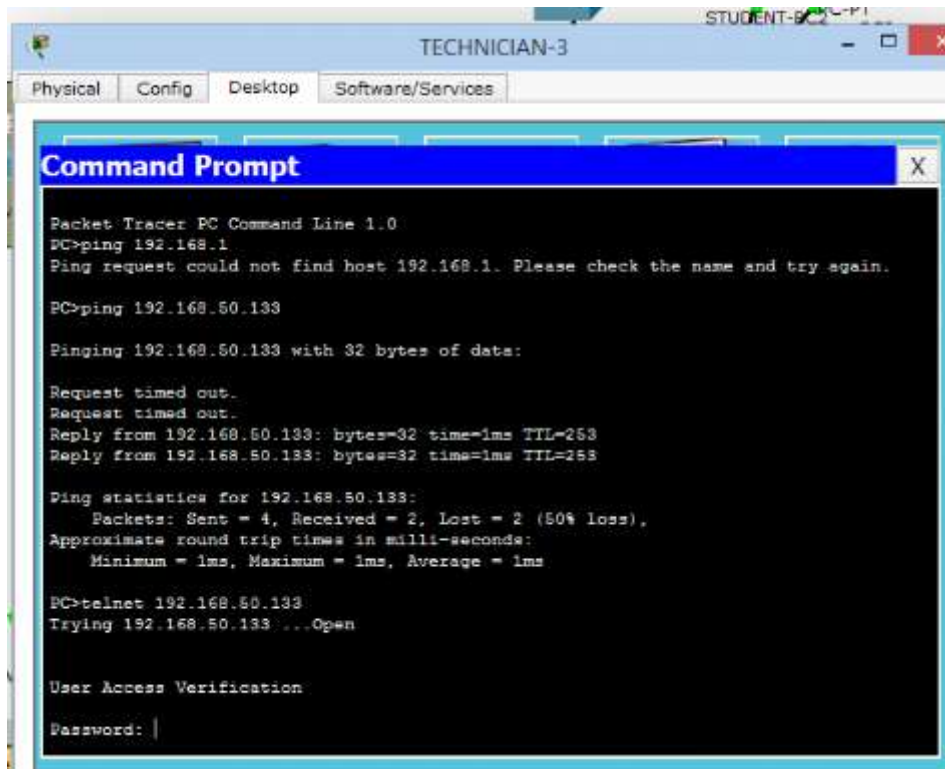 STUDENT-PC2
TECHNICIAN-3
Physical Config Desktop Software/Services
Command Prompt X
Packet Tracer PC Command Line 1.0
PC>ping 192.168.1
Ping request could not find host 192.168.1. Please check the name and try again.
PC>ping 192.168.50.133
Pinging 192.168.50.133 with 32 bytes of data:
Request timed out.
Request timed out.
Reply from 192.168.50.133: bytes=32 time=1ms TTL=253
Reply from 192.168.50.133: bytes=32 time=1ms TTL=253
Ping statistics for 192.168.50.133:
Packets: Sent = 4, Received = 2, Lost = 2 (50% loss),
Approximate round trip times in milli-seconds:
Minimum = 1ms, Maximum = 1ms, Average = 1ms
PC>telnet 192.168.50.133
Trying 192.168.50.133 ...Open
User Access Verification
Password: